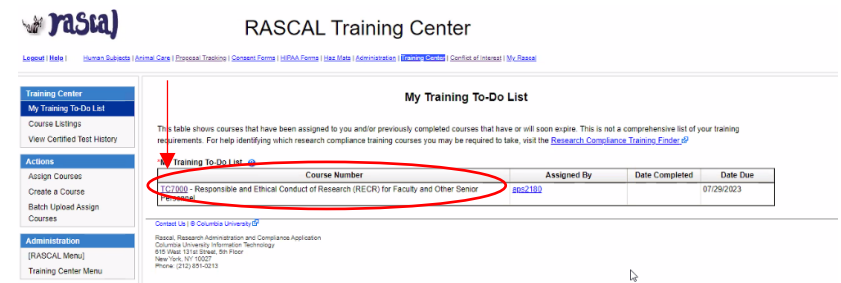 rascal
RASCAL Training Center
Logout | Help | Human Subjects | Animal Care | Proposal Tracking | Consent Forms | HIPAA Forms | Haz Mats | Administration | Training Center | Conflict of Interest | My Rascal
Training Center
My Training To-Do List
Course Listings
View Certified Test History
Actions
Assign Courses
Create a Course
Batch Upload Assign
Courses
Administration
[RASCAL Menu]
Training Center Menu
My Training To-Do List
This table shows courses that have been assigned to you and/or previously completed courses that have or will soon expire. This is not a comprehensive list of your training
requirements. For help identifying which research compliance training courses you may be required to take, visit the Research Compliance Training Finder
*My Training To-Do List
Course Number Assigned By Date Completed Date Due
TC7000 - Responsible and Ethical Conduct of Research (RECR) for Faculty and Other Senior Personnel aps2180 07/29/2023
Contact Us | © Columbia University
Rascal, Research Administration and Compliance Application
Columbia University Information Technology
615 West 131st Street, 5th Floor
New York, NY 10027
Phone: (212) 851-0213